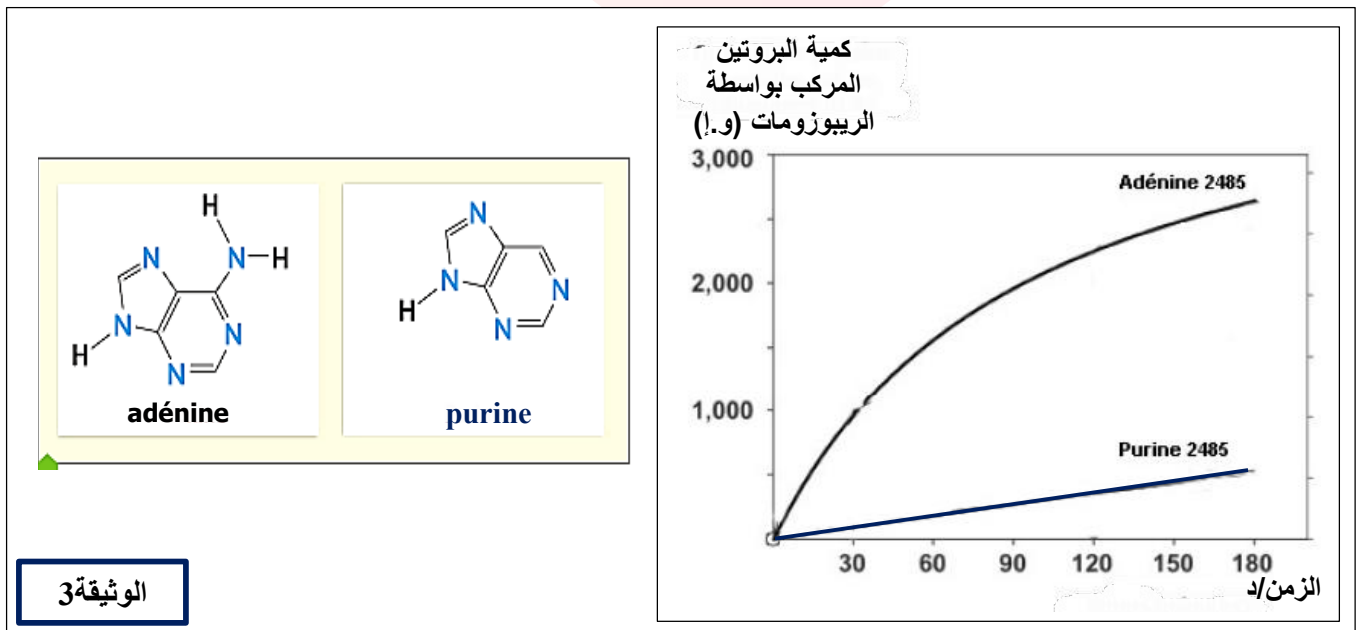 كمية البروتين
المركب بواسطة
الريبوزومات (و.إ)
3,000
2,000
1,000
Adénine 2485
Purine 2485
30 60 90 120 150 180
الزمن/د
H
N
H
N
N
H
N
N
adénine
N
N
H
N
N
purine
الوثيقة3